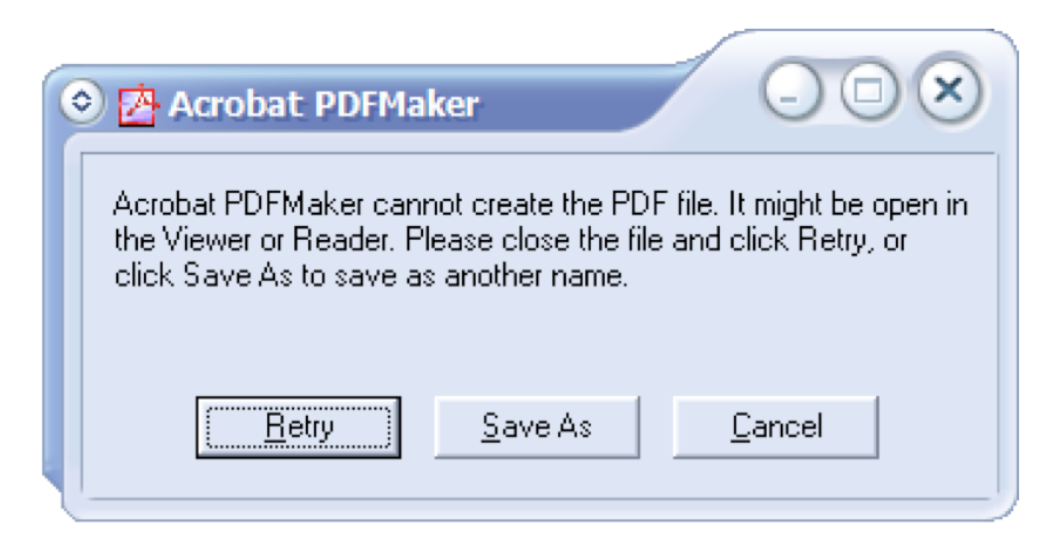 Acrobat PDFMaker
Acrobat PDFMaker cannot create the PDF file. It might be open in
the Viewer or Reader. Please close the file and click Retry, or
click Save As to save as another name.
Retry
Save As
Cancel